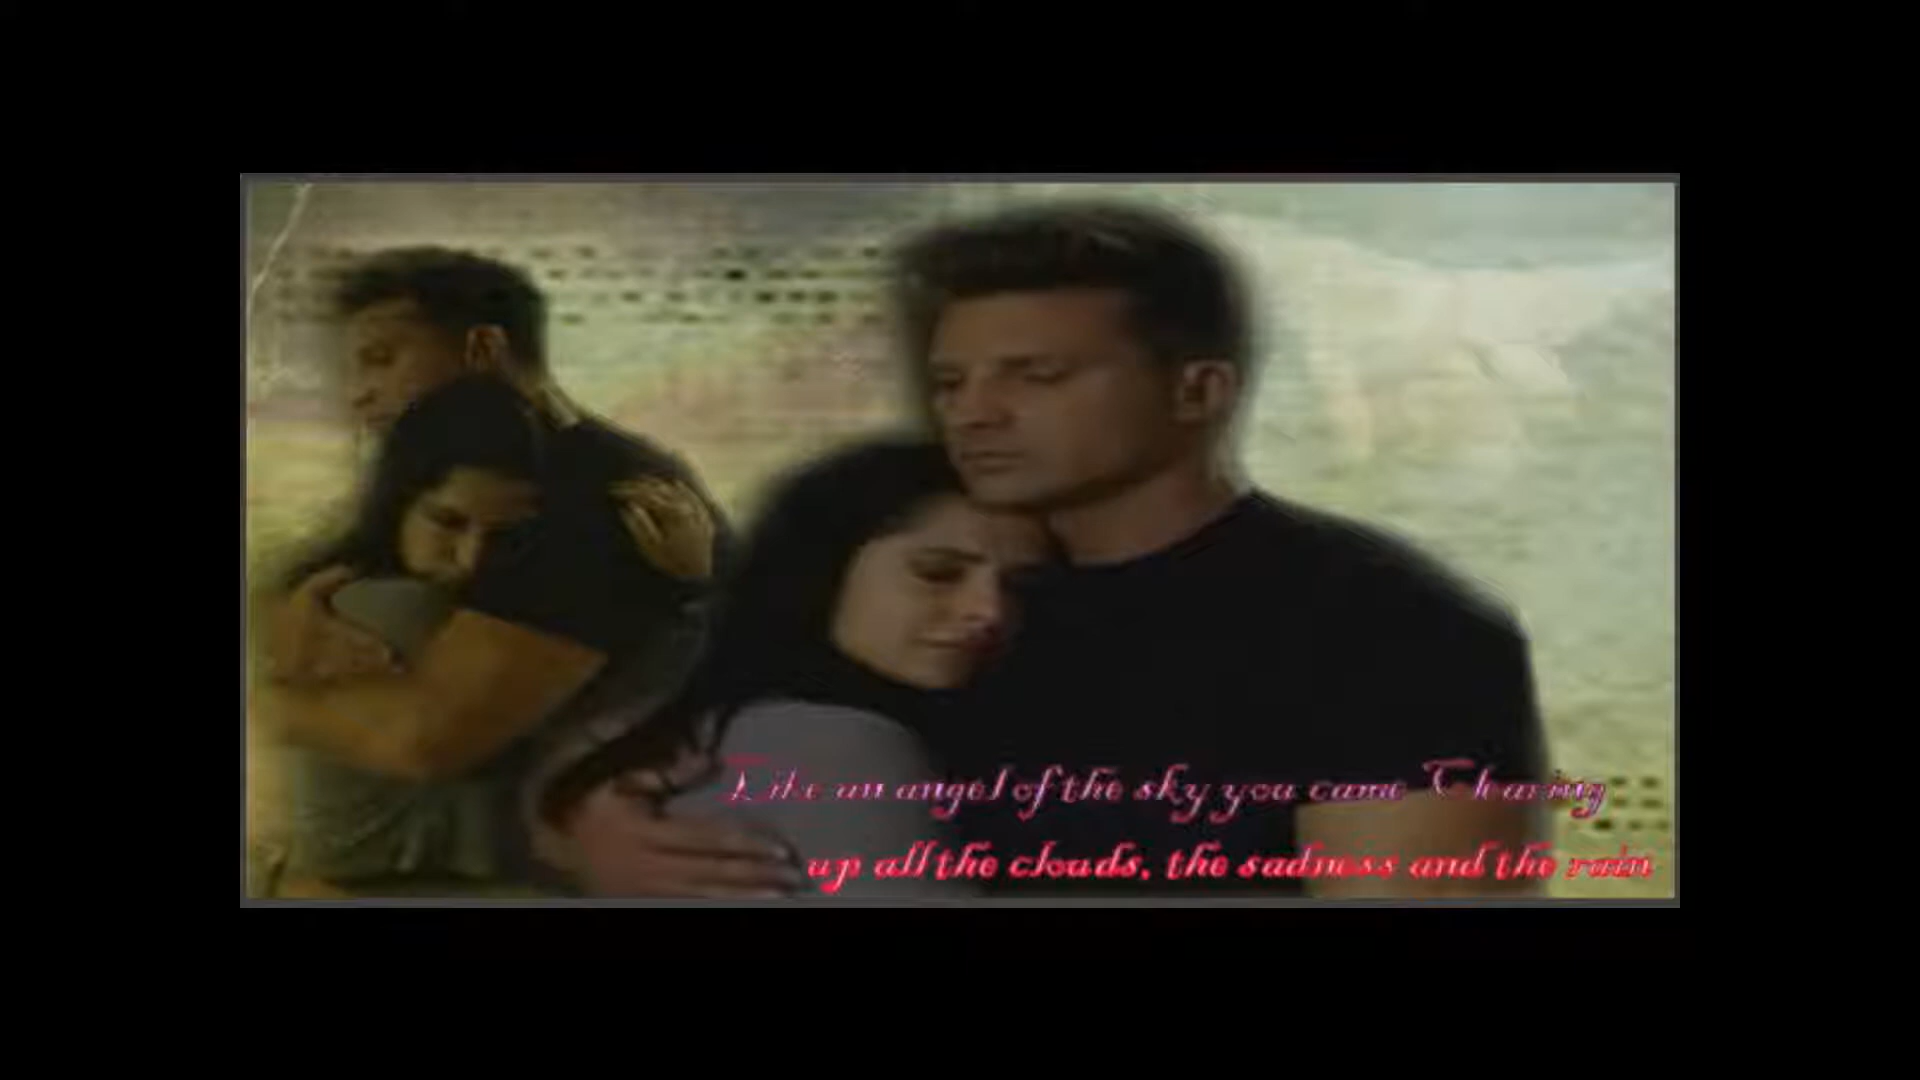 Like an angel of the sky you came Clearing
up all the clouds, the sadness and the rain